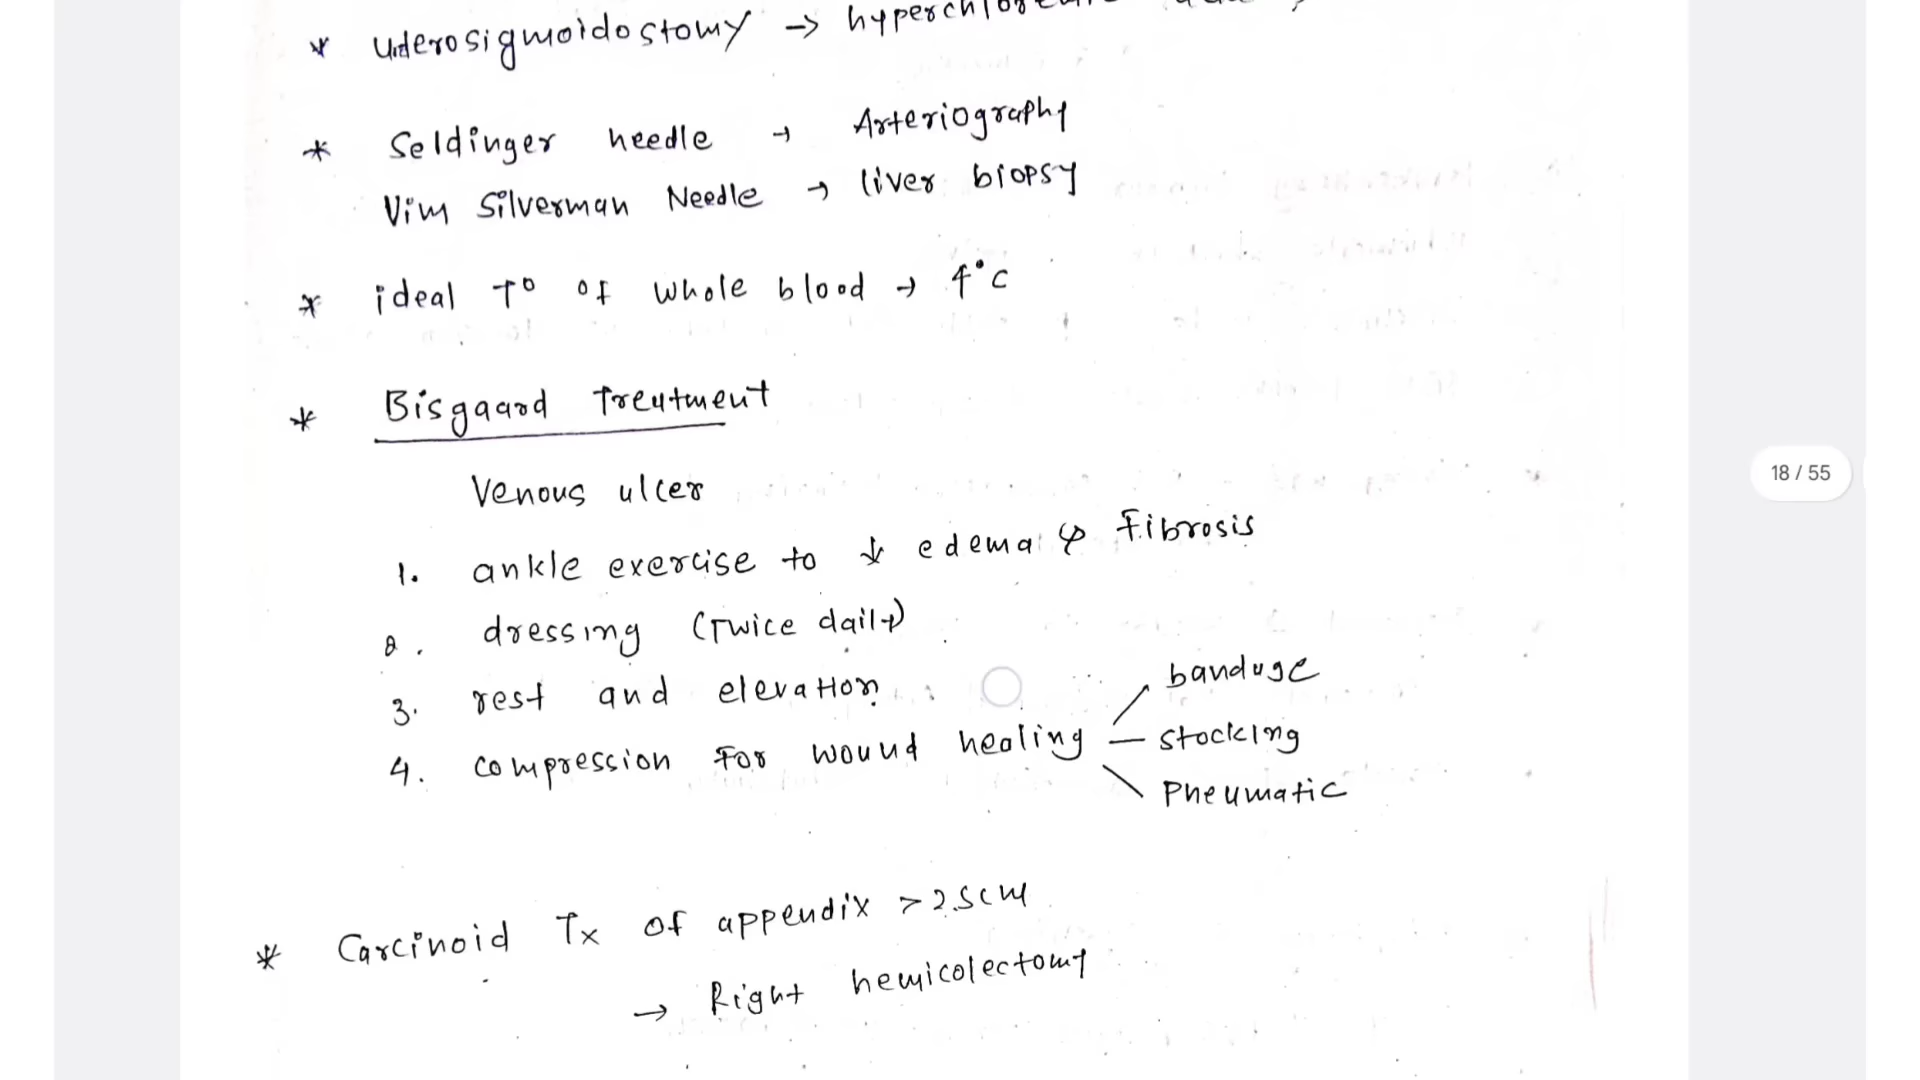 * Uterosigmoidostomy →
* Seldinger needle → Arteriography
Vim Silverman Needle → liver biopsy
* ideal T° of whole blood → 4°C
* Bisgaard Treatment
Venous ulcer
1. ankle exercise to ↓ edema & Fibrosis
2. dressing (Twice daily)
3. rest and elevation
4. compression for wound healing
bandage
stocking
Pneumatic
* Carcinoid Tx of appendix >2.5cm
→ Right hemicolectomy
18 / 55